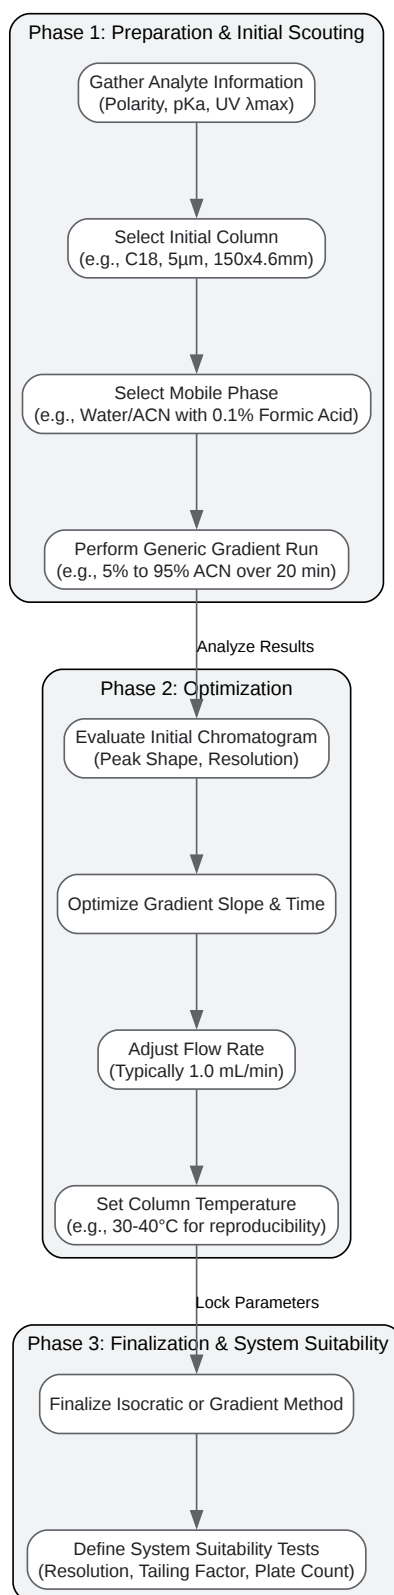 Phase 1: Preparation & Initial Scouting
Gather Analyte Information
(Polarity, pKa, UV λmax)
Select Initial Column
(e.g., C18, 5µm, 150x4.6mm)
Select Mobile Phase
(e.g., Water/ACN with 0.1% Formic Acid)
Perform Generic Gradient Run
(e.g., 5% to 95% ACN over 20 min)
Analyze Results
Phase 2: Optimization
Evaluate Initial Chromatogram
(Peak Shape, Resolution)
Optimize Gradient Slope & Time
Adjust Flow Rate
(Typically 1.0 mL/min)
Set Column Temperature
(e.g., 30-40°C for reproducibility)
Lock Parameters
Phase 3: Finalization & System Suitability
Finalize Isocratic or Gradient Method
Define System Suitability Tests
(Resolution, Tailing Factor, Plate Count)